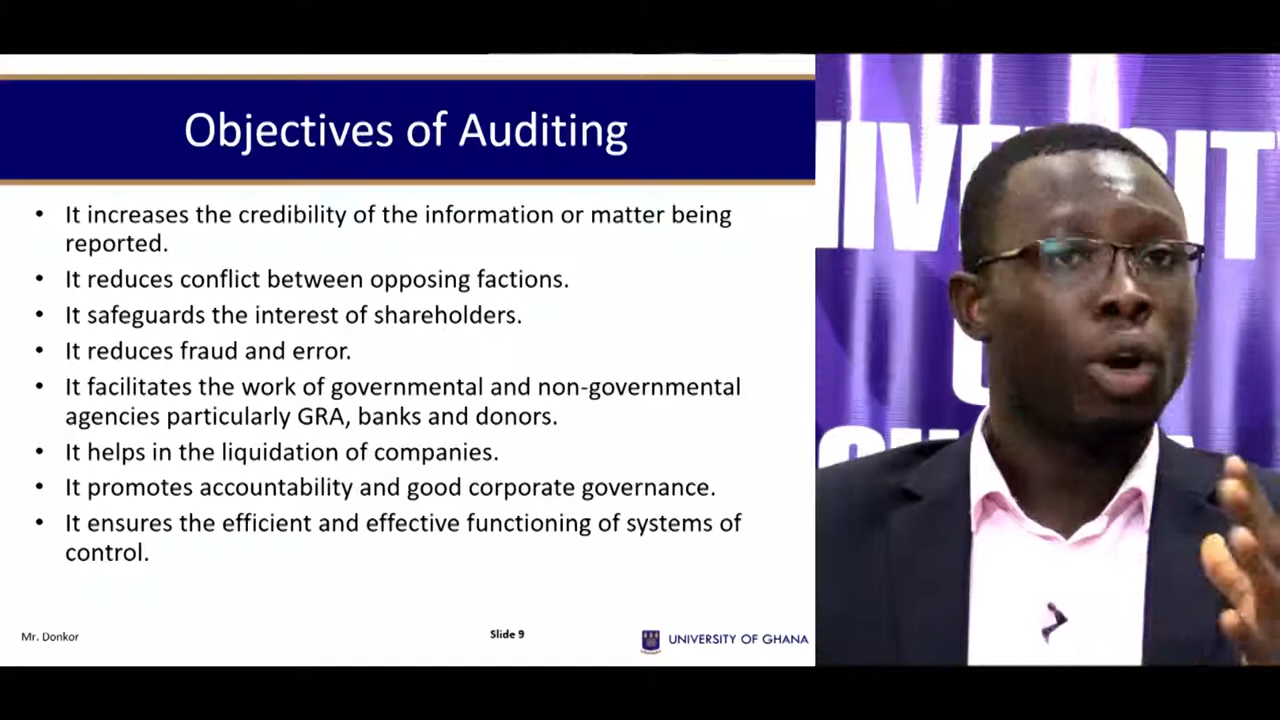 Objectives of Auditing
• It increases the credibility of the information or matter being
reported.
• It reduces conflict between opposing factions.
• It safeguards the interest of shareholders.
• It reduces fraud and error.
• It facilitates the work of governmental and non-governmental
agencies particularly GRA, banks and donors.
• It helps in the liquidation of companies.
• It promotes accountability and good corporate governance.
• It ensures the efficient and effective functioning of systems of
control.
Mr. Donkor
Slide 9
UNIVERSITY OF GHANA